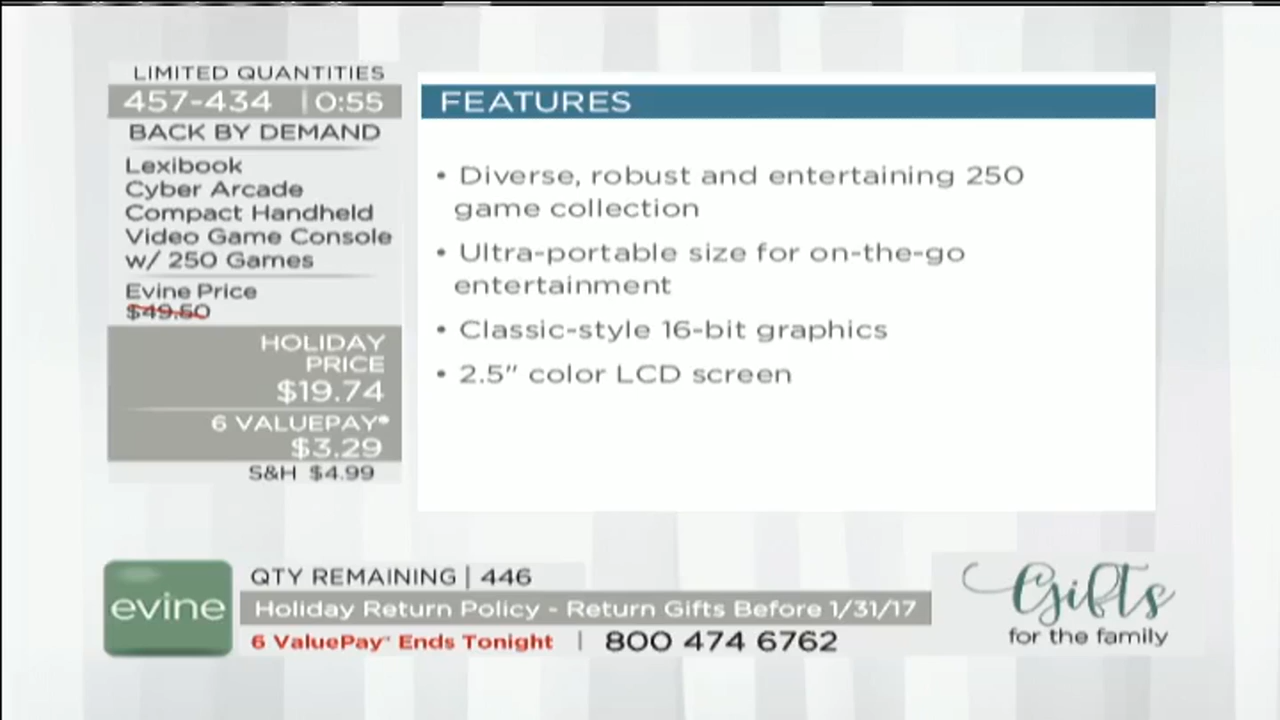 LIMITED QUANTITIES
457-434 | 0:55
BACK BY DEMAND
Lexibook
Cyber Arcade
Compact Handheld
Video Game Console
w/ 250 Games
Evine Price
$49.50
HOLIDAY
PRICE
$19.74
6 VALUEPAY®
$3.29
S&H $4.99
FEATURES
• Diverse, robust and entertaining 250
game collection
• Ultra-portable size for on-the-go
entertainment
• Classic-style 16-bit graphics
• 2.5″ color LCD screen
evine
QTY REMAINING | 446
Holiday Return Policy - Return Gifts Before 1/31/17
6 ValuePay® Ends Tonight | 800 474 6762
Gifts
for the family